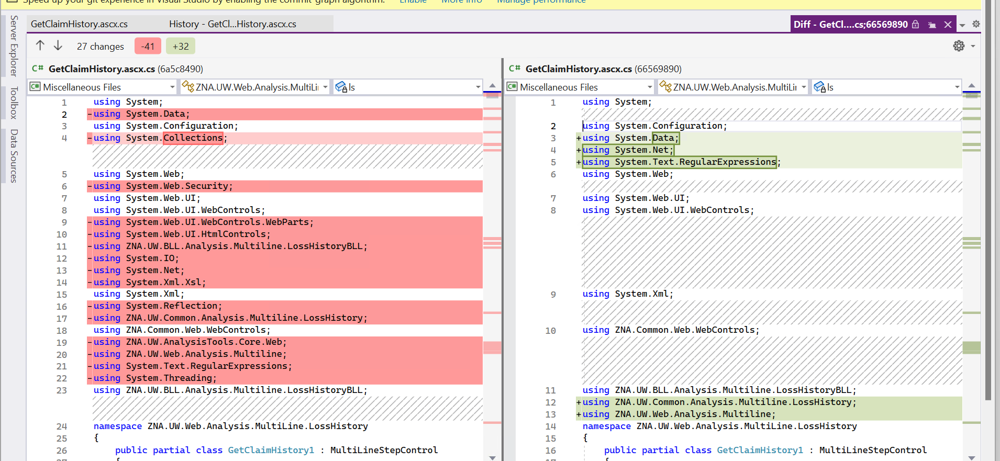 Speed up your git experience in Visual Studio by enabling the commit-graph algorithm. Enable More info Manage performance
Server Explorer
Toolbox
Data Sources
GetClaimHistory.ascx.cs History - GetCl...History.ascx.cs Diff - GetCl....cs;66569890
27 changes -41 +32
C# GetClaimHistory.ascx.cs (6a5c8490)
C# Miscellaneous Files ZNA.UW.Web.Analysis.MultiLi ls
1 using System;
2 -using System.Data;
3 using System.Configuration;
4 -using System.Collections;
5 using System.Web;
6 -using System.Web.Security;
7 using System.Web.UI;
8 using System.Web.UI.WebControls;
9 -using System.Web.UI.WebControls.WebParts;
10 -using System.Web.UI.HtmlControls;
11 -using ZNA.UW.BLL.Analysis.Multiline.LossHistoryBLL;
12 -using System.IO;
13 -using System.Net;
14 -using System.Xml.Xsl;
15 using System.Xml;
16 -using System.Reflection;
17 -using ZNA.UW.Common.Analysis.Multiline.LossHistory;
18 using ZNA.Common.Web.WebControls;
19 -using ZNA.UW.AnalysisTools.Core.Web;
20 -using ZNA.UW.Web.Analysis.Multiline;
21 -using System.Text.RegularExpressions;
22 -using System.Threading;
23 using ZNA.UW.BLL.Analysis.Multiline.LossHistoryBLL;
24 namespace ZNA.UW.Web.Analysis.MultiLine.LossHistory
25 {
26 public partial class GetClaimHistory1 : MultiLineStepControl
C# GetClaimHistory.ascx.cs (66569890)
C# Miscellaneous Files ZNA.UW.Web.Analysis.MultiLi ls
1 using System;
2 using System.Configuration;
3 +using System.Data;
4 +using System.Net;
5 +using System.Text.RegularExpressions;
6 using System.Web;
7 using System.Web.UI;
8 using System.Web.UI.WebControls;
9 using System.Xml;
10 using ZNA.Common.Web.WebControls;
11 using ZNA.UW.BLL.Analysis.Multiline.LossHistoryBLL;
12 +using ZNA.UW.Common.Analysis.Multiline.LossHistory;
13 +using ZNA.UW.Web.Analysis.Multiline;
14 namespace ZNA.UW.Web.Analysis.MultiLine.LossHistory
15 {
16 public partial class GetClaimHistory1 : MultiLineStepControl